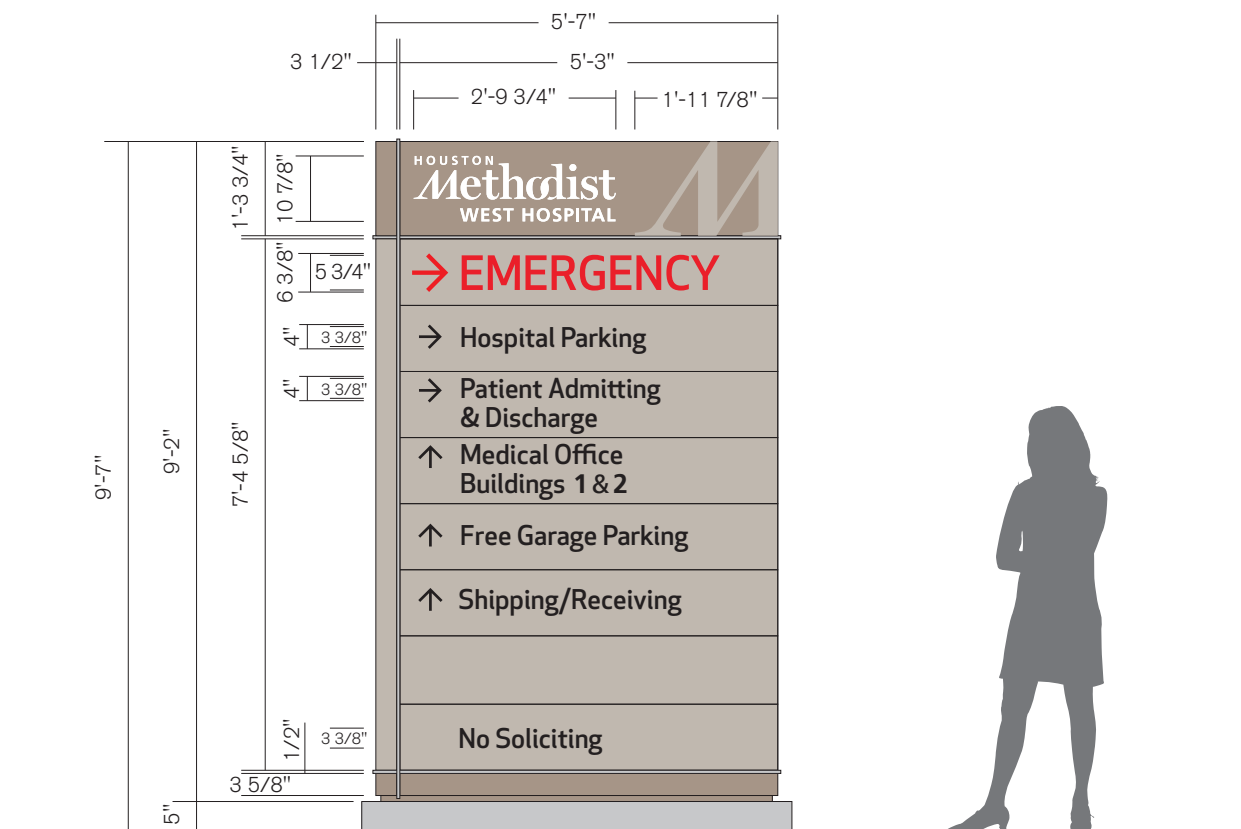 5'-7"
3 1/2"
5'-3"
2'-9 3/4"
1'-11 7/8"
1'-3 3/4"
10 7/8"
HOUSTON
Methodist
WEST HOSPITAL
M
6 3/8"
5 3/4"
→ EMERGENCY
4"
3 3/8"
→ Hospital Parking
4"
3 3/8"
→ Patient Admitting
& Discharge
9'-7"
9'-2"
7'-4 5/8"
↑ Medical Office
Buildings 1 & 2
↑ Free Garage Parking
↑ Shipping/Receiving
1/2"
3 3/8"
No Soliciting
3 5/8"
5"